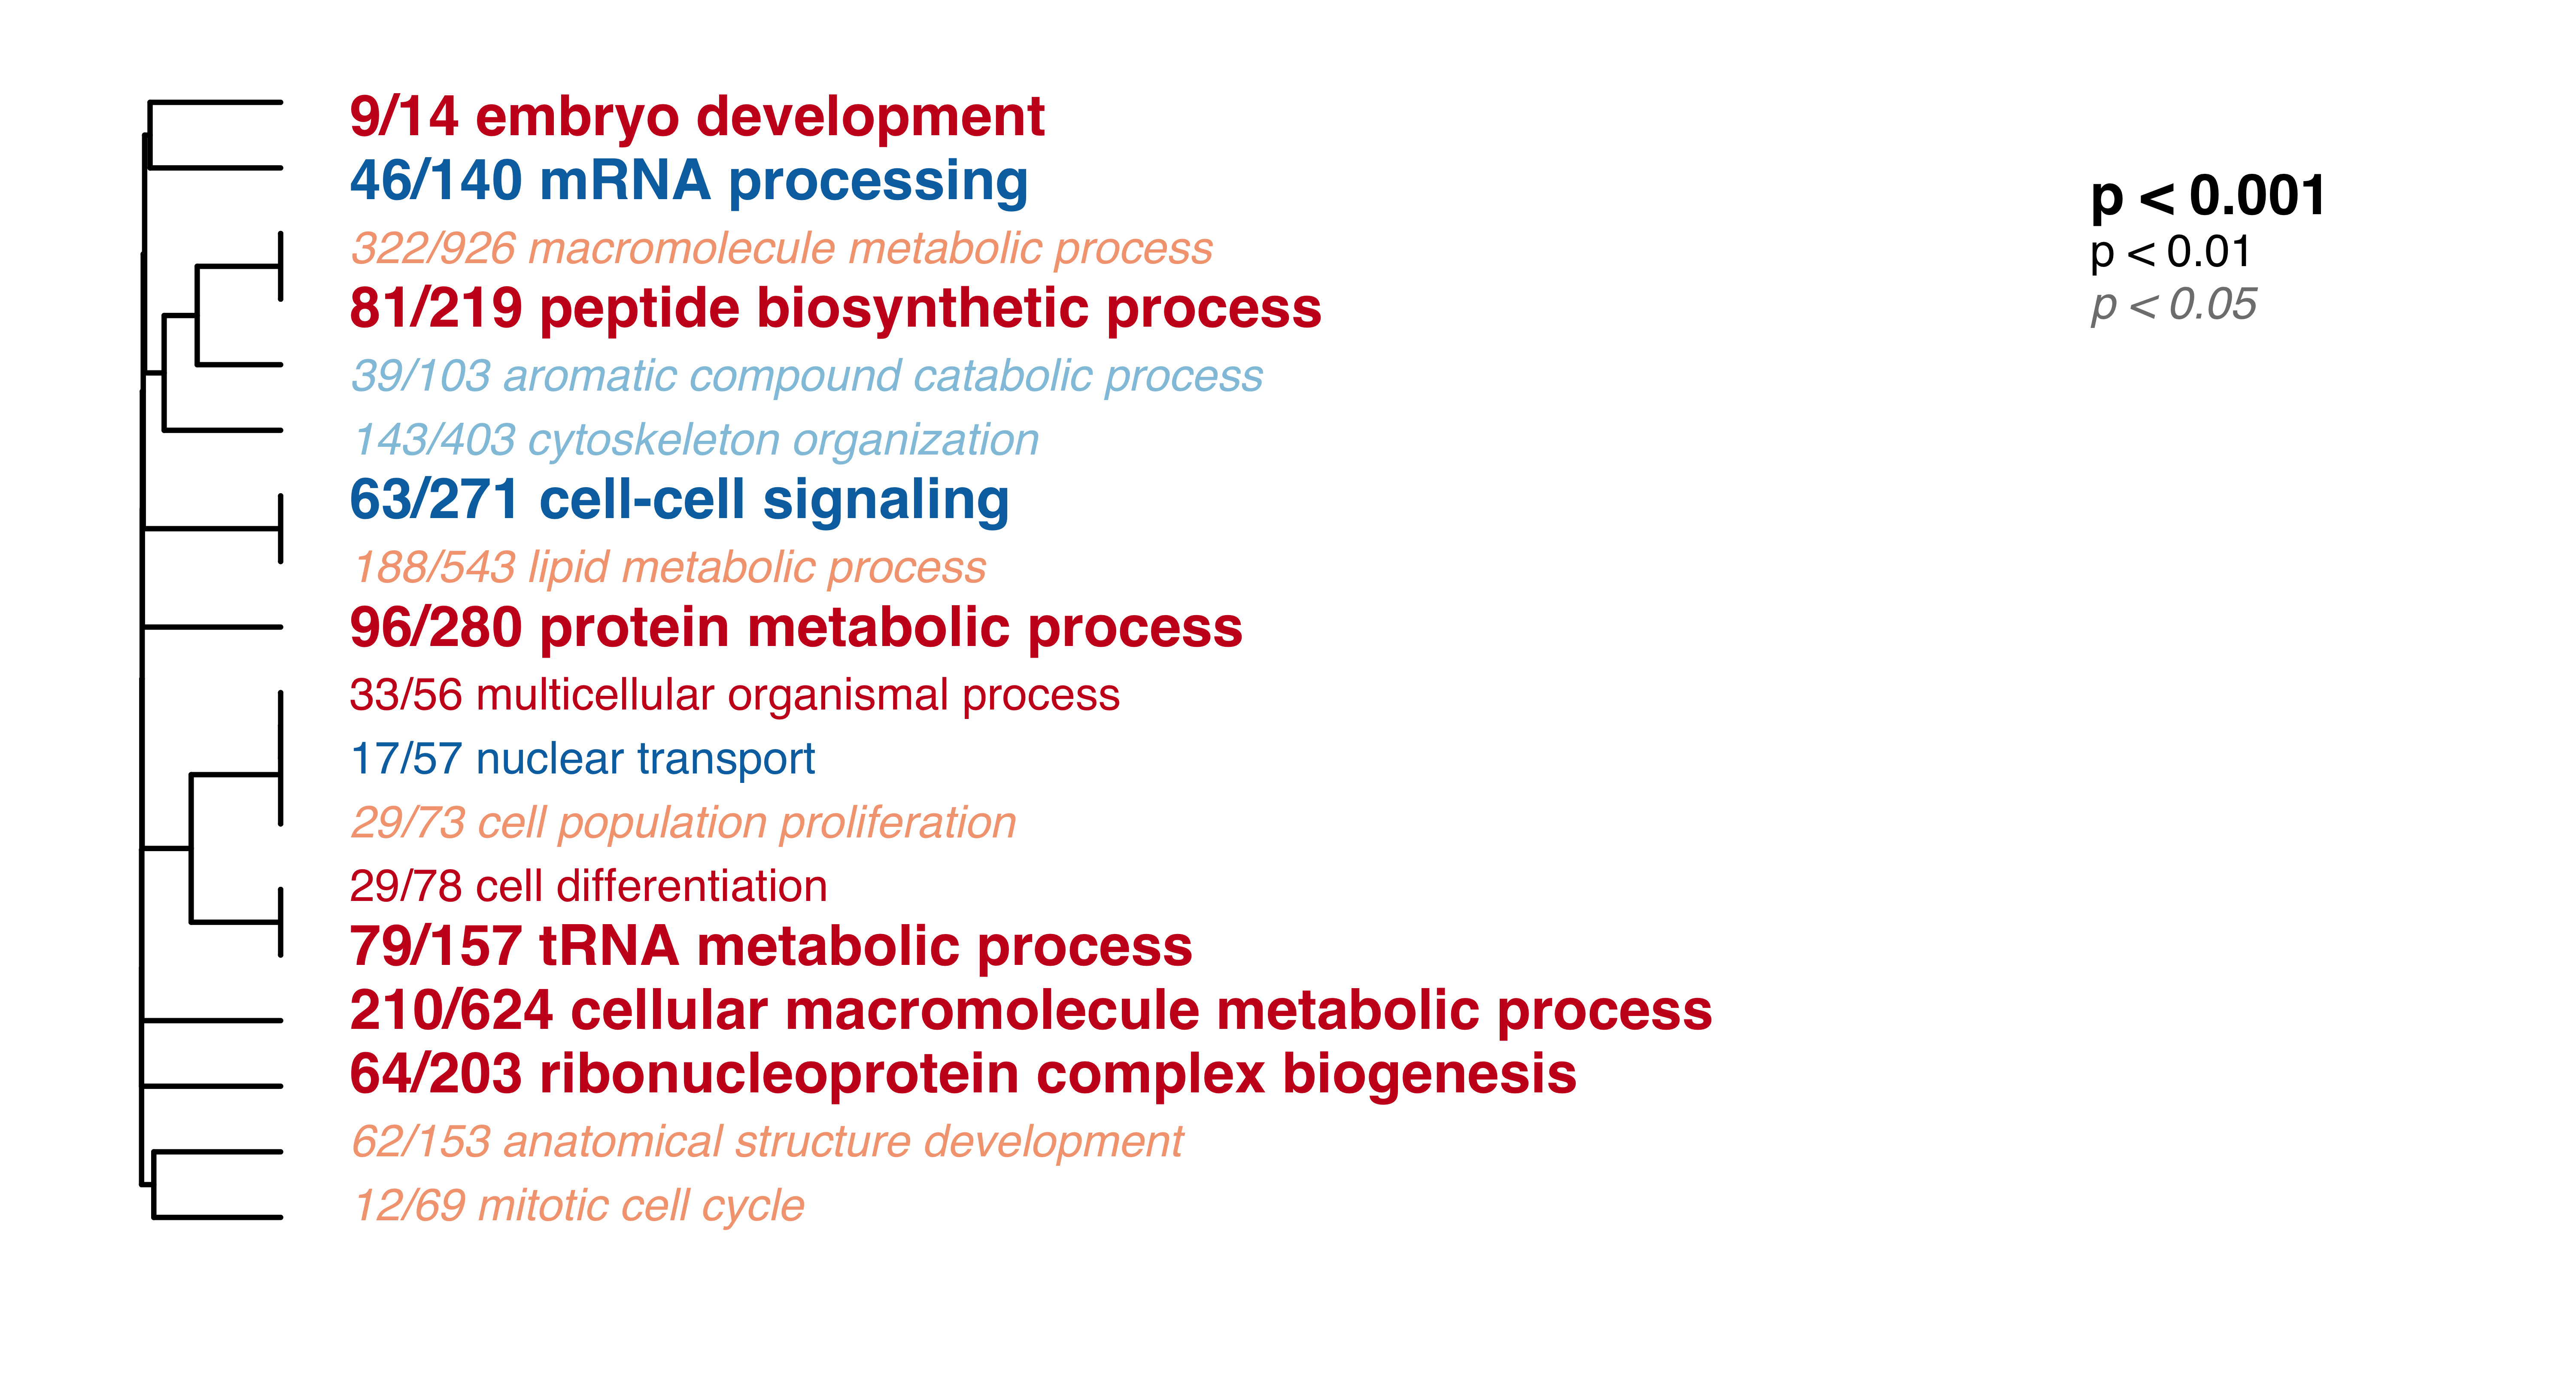 9/14 embryo development
46/140 mRNA processing
322/926 macromolecule metabolic process
81/219 peptide biosynthetic process
39/103 aromatic compound catabolic process
143/403 cytoskeleton organization
63/271 cell-cell signaling
188/543 lipid metabolic process
96/280 protein metabolic process
33/56 multicellular organismal process
17/57 nuclear transport
29/73 cell population proliferation
29/78 cell differentiation
79/157 tRNA metabolic process
210/624 cellular macromolecule metabolic process
64/203 ribonucleoprotein complex biogenesis
62/153 anatomical structure development
12/69 mitotic cell cycle
p < 0.001
p < 0.01
p < 0.05